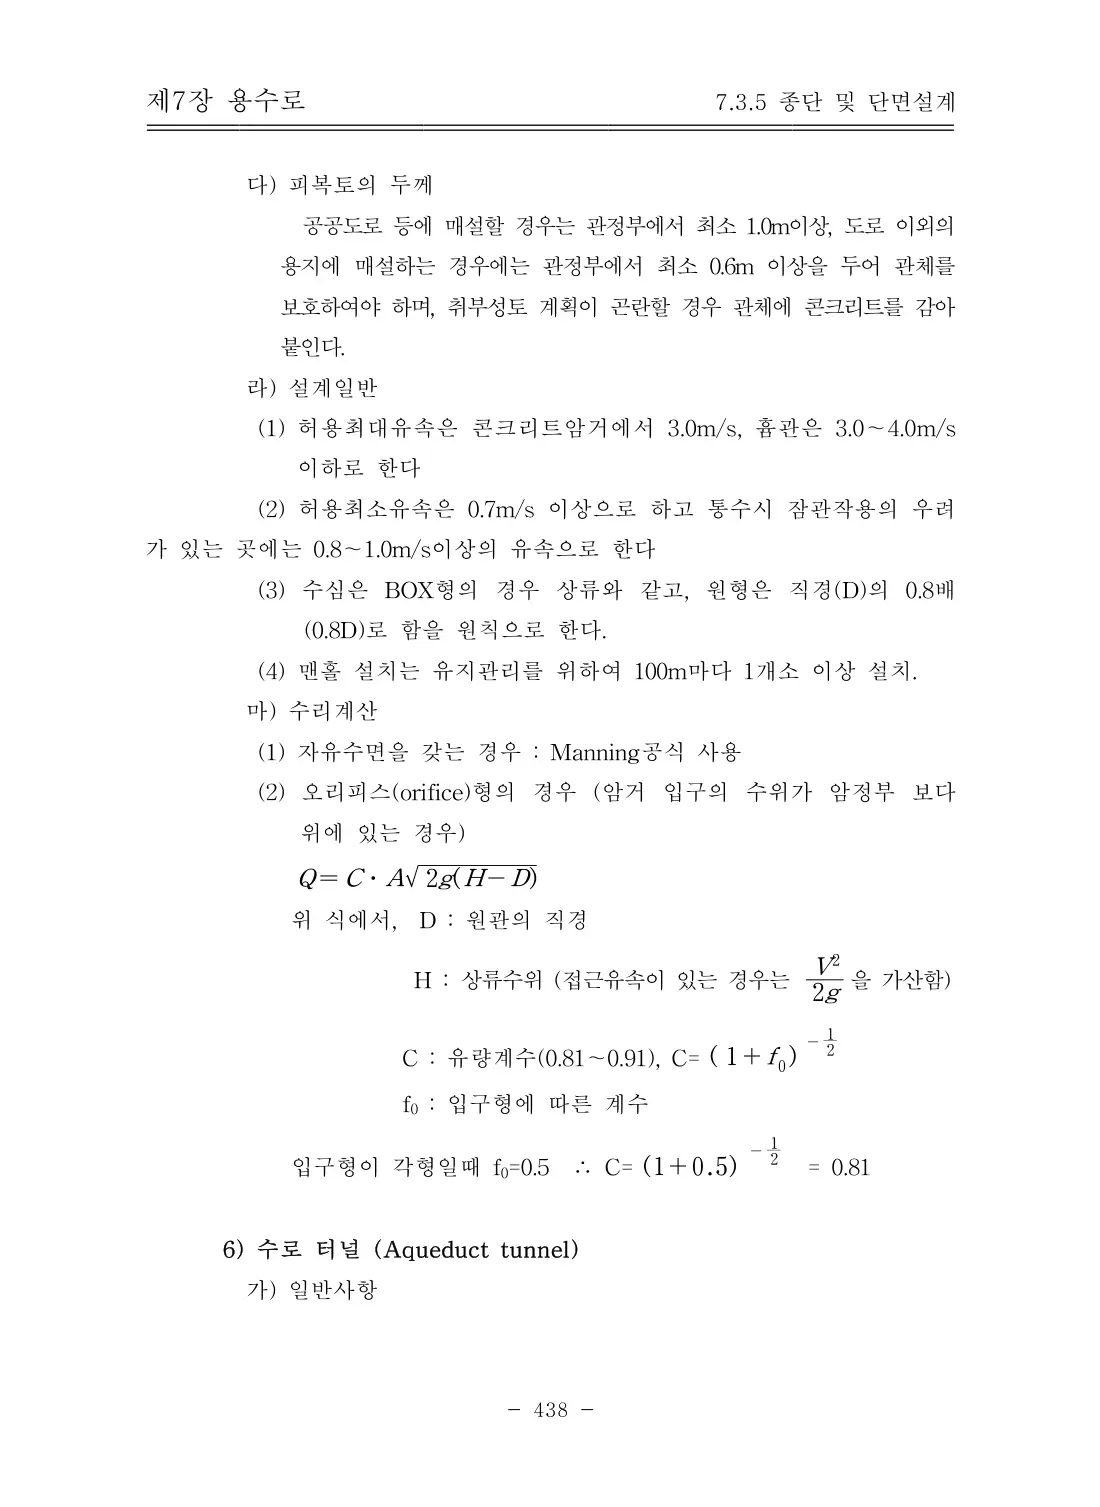 제7장 용수로
7.3.5 종단 및 단면설계
다) 피복토의 두께
공공도로 등에 매설할 경우는 관정부에서 최소 1.0m이상, 도로 이외의
용지에 매설하는 경우에는 관정부에서 최소 0.6m 이상을 두어 관체를
보호하여야 하며, 취부성토 계획이 곤란할 경우 관체에 콘크리트를 감아
붙인다.
라) 설계일반
(1) 허용최대유속은 콘크리트암거에서 3.0m/s, 흄관은 3.0~4.0m/s
이하로 한다
(2) 허용최소유속은 0.7m/s 이상으로 하고 통수시 잠관작용의 우려
가 있는 곳에는 0.8~1.0m/s이상의 유속으로 한다
(3) 수심은 BOX형의 경우 상류와 같고, 원형은 직경(D)의 0.8배
(0.8D)로 함을 원칙으로 한다.
(4) 맨홀 설치는 유지관리를 위하여 100m마다 1개소 이상 설치.
마) 수리계산
(1) 자유수면을 갖는 경우 : Manning공식 사용
(2) 오리피스(orifice)형의 경우 (암거 입구의 수위가 암정부 보다
위에 있는 경우)
Q= C· A√2g(H− D)
위 식에서, D : 원관의 직경
H : 상류수위 (접근유속이 있는 경우는 V²/2g 을 가산함)
C : 유량계수(0.81~0.91), C= (1+f₀)^(−1/2)
f₀ : 입구형에 따른 계수
입구형이 각형일때 f₀=0.5 ∴ C= (1+0.5)^(−1/2) = 0.81
6) 수로 터널 (Aqueduct tunnel)
가) 일반사항
- 438 -